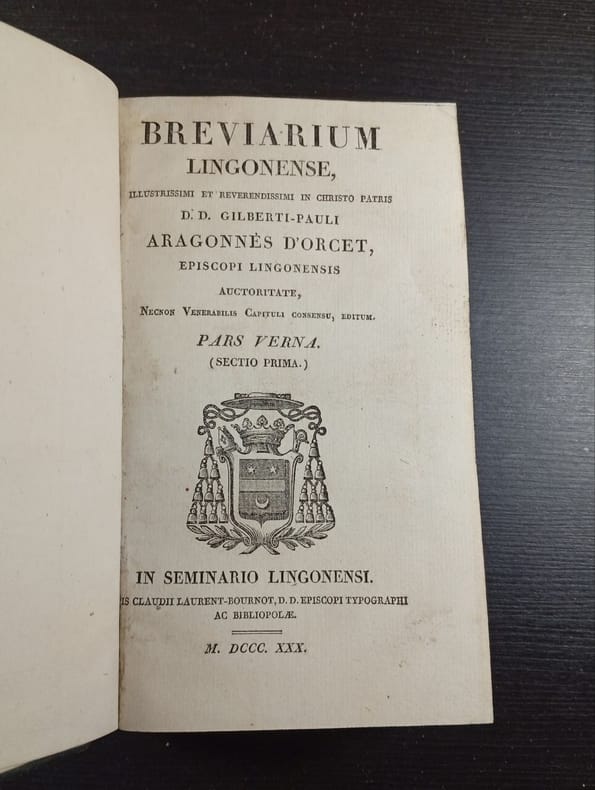 BREVIARIUM
LINGONENSE,
ILLUSTRISSIMI ET REVERENDISSIMI IN CHRISTO PATRIS
D. D. GILBERTI-PAULI
ARAGONNÈS D'ORCET,
EPISCOPI LINGONENSIS
AUCTORITATE,
NECNON VENERABILIS CAPITULI CONSENSU, EDITUM.
PARS VERNA.
(SECTIO PRIMA.)
IN SEMINARIO LINGONENSI.
CLAUDII LAURENT-BOURNOT, D. D. EPISCOPI TYPOGRAPHI
AC BIBLIOPOLÆ.
M. DCCC. XXX.